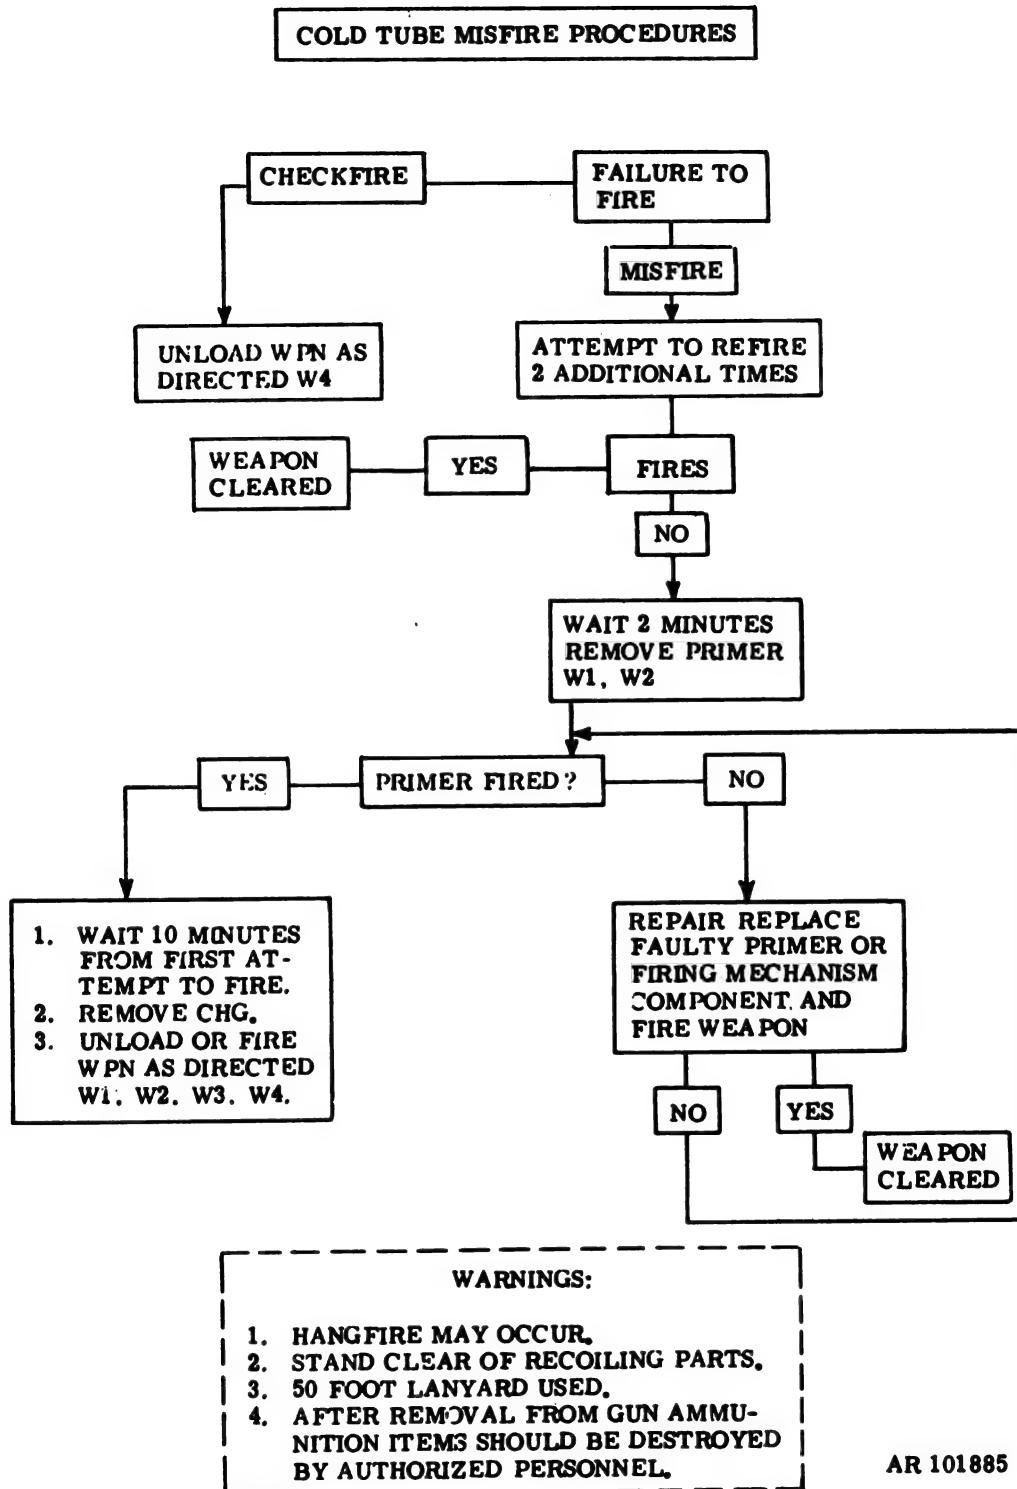 COLD TUBE MISFIRE PROCEDURES
CHECKFIRE
FAILURE TO
FIRE
MISFIRE
UNLOAD WPN AS
DIRECTED W4
ATTEMPT TO REFIRE
2 ADDITIONAL TIMES
WEAPON
CLEARED
YES
FIRES
NO
WAIT 2 MINUTES
REMOVE PRIMER
W1, W2
YES
PRIMER FIRED?
NO
1. WAIT 10 MINUTES
FROM FIRST AT-
TEMPT TO FIRE.
2. REMOVE CHG.
3. UNLOAD OR FIRE
WPN AS DIRECTED
W1, W2, W3, W4.
REPAIR REPLACE
FAULTY PRIMER OR
FIRING MECHANISM
COMPONENT, AND
FIRE WEAPON
NO
YES
WEAPON
CLEARED
WARNINGS:
1. HANGFIRE MAY OCCUR.
2. STAND CLEAR OF RECOILING PARTS.
3. 50 FOOT LANYARD USED.
4. AFTER REMOVAL FROM GUN AMMU-
NITION ITEMS SHOULD BE DESTROYED
BY AUTHORIZED PERSONNEL.
AR 101885